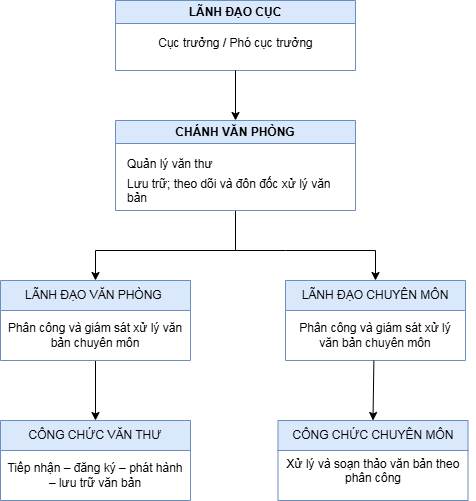 LÃNH ĐẠO CỤC
Cục trưởng / Phó cục trưởng
CHÁNH VĂN PHÒNG
Quản lý văn thư
Lưu trữ; theo dõi và đôn đốc xử lý văn
bản
LÃNH ĐẠO VĂN PHÒNG
Phân công và giám sát xử lý văn
bản chuyên môn
LÃNH ĐẠO CHUYÊN MÔN
Phân công và giám sát xử lý
văn bản chuyên môn
CÔNG CHỨC VĂN THƯ
Tiếp nhận – đăng ký – phát hành
– lưu trữ văn bản
CÔNG CHỨC CHUYÊN MÔN
Xử lý và soạn thảo văn bản theo
phân công